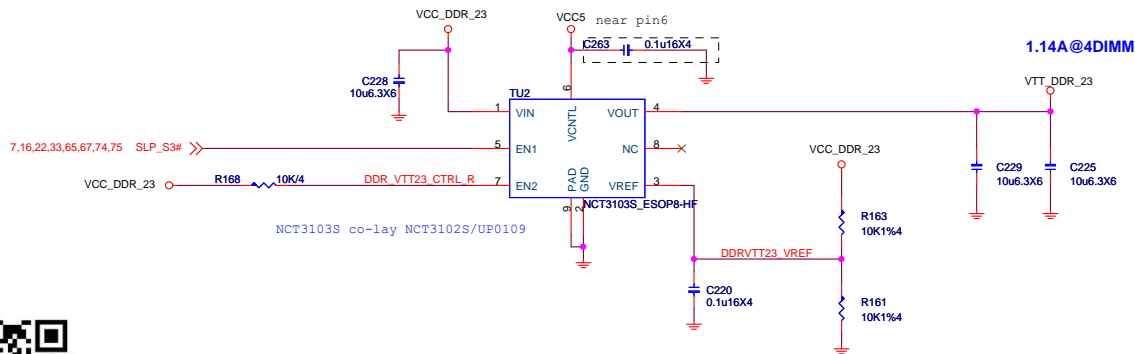 VCC_DDR_23
VCC5
near pin6
C263
0.1u16X4
1.14A@4DIMM
VTT_DDR_23
C228
10u6.3X6
TU2
6
1
VIN
VCNTL
VOUT
4
7,16,22,33,65,67,74,75
SLP_S3#
5
EN1
NC
8
VCC_DDR_23
C229
10u6.3X6
C225
10u6.3X6
VCC_DDR_23
R168
10K/4
DDR_VTT23_CTRL_R
7
EN2
PAD
GND
VREF
3
9
2
NCT3103S_ESOP8-HF
R163
10K1%4
NCT3103S co-lay NCT3102S/UP0109
DDRVTT23_VREF
C220
0.1u16X4
R161
10K1%4